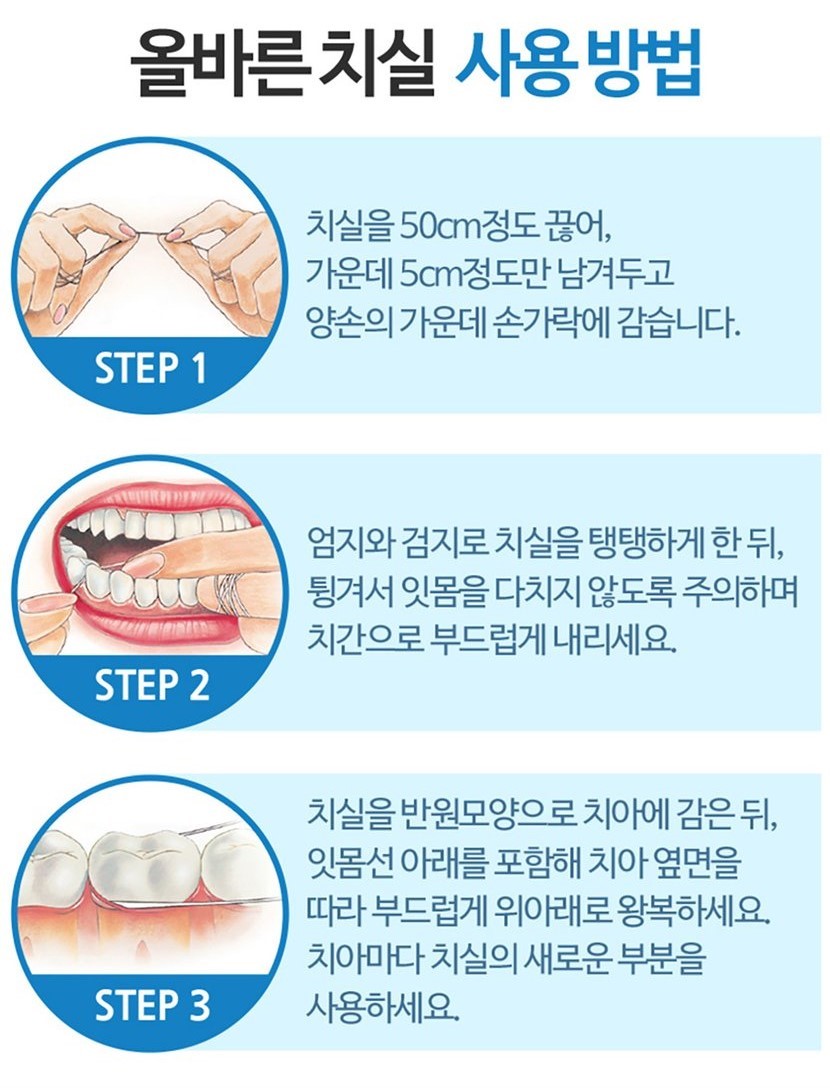 올바른 치실 사용 방법
치실을 50cm정도 끊어,
가운데 5cm정도만 남겨두고
양손의 가운데 손가락에 감습니다.
STEP 1
엄지와 검지로 치실을 탱탱하게 한 뒤,
튕겨서 잇몸을 다치지 않도록 주의하며
치간으로 부드럽게 내리세요.
STEP 2
치실을 반원모양으로 치아에 감은 뒤,
잇몸선 아래를 포함해 치아 옆면을
따라 부드럽게 위아래로 왕복하세요.
치아마다 치실의 새로운 부분을
사용하세요.
STEP 3